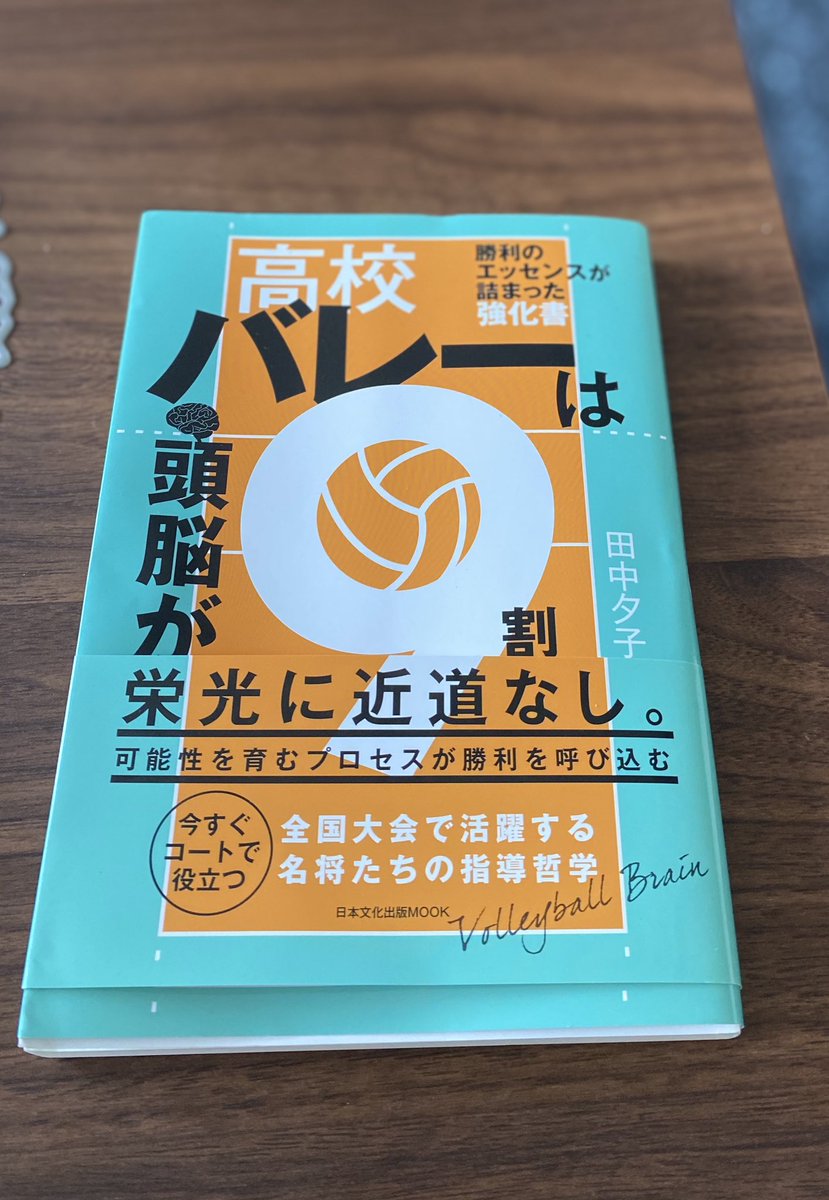 高校
バレーは
頭脳が
9割
勝利の
エッセンスが
詰まった
強化書
田中夕子
栄光に近道なし。
可能性を育むプロセスが勝利を呼び込む
今すぐ
コートで
役立つ
全国大会で活躍する
名将たちの指導哲学
日本文化出版MOOK
Volleyball Brain